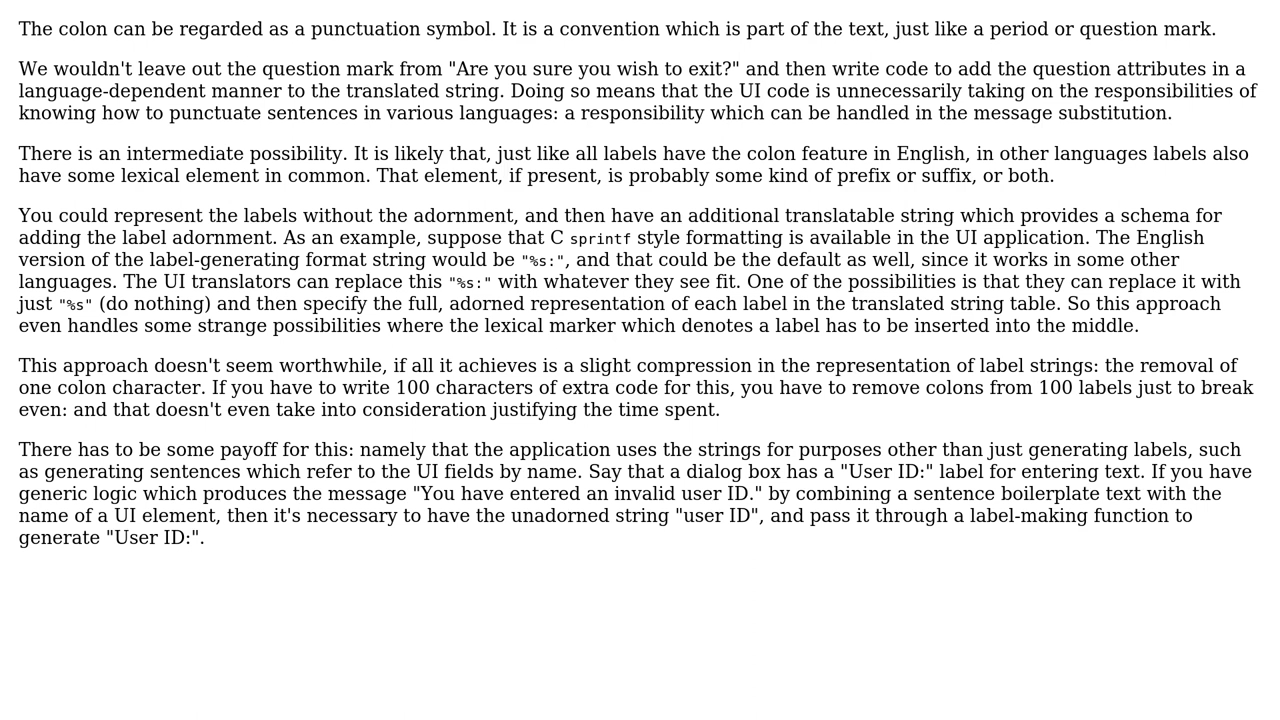 The colon can be regarded as a punctuation symbol. It is a convention which is part of the text, just like a period or question mark.
We wouldn't leave out the question mark from "Are you sure you wish to exit?" and then write code to add the question attributes in a
language-dependent manner to the translated string. Doing so means that the UI code is unnecessarily taking on the responsibilities of
knowing how to punctuate sentences in various languages: a responsibility which can be handled in the message substitution.
There is an intermediate possibility. It is likely that, just like all labels have the colon feature in English, in other languages labels also
have some lexical element in common. That element, if present, is probably some kind of prefix or suffix, or both.
You could represent the labels without the adornment, and then have an additional translatable string which provides a schema for
adding the label adornment. As an example, suppose that C sprintf style formatting is available in the UI application. The English
version of the label-generating format string would be "%s:", and that could be the default as well, since it works in some other
languages. The UI translators can replace this "%s:" with whatever they see fit. One of the possibilities is that they can replace it with
just "%s" (do nothing) and then specify the full, adorned representation of each label in the translated string table. So this approach
even handles some strange possibilities where the lexical marker which denotes a label has to be inserted into the middle.
This approach doesn't seem worthwhile, if all it achieves is a slight compression in the representation of label strings: the removal of
one colon character. If you have to write 100 characters of extra code for this, you have to remove colons from 100 labels just to break
even: and that doesn't even take into consideration justifying the time spent.
There has to be some payoff for this: namely that the application uses the strings for purposes other than just generating labels, such
as generating sentences which refer to the UI fields by name. Say that a dialog box has a "User ID:" label for entering text. If you have
generic logic which produces the message "You have entered an invalid user ID." by combining a sentence boilerplate text with the
name of a UI element, then it's necessary to have the unadorned string "user ID", and pass it through a label-making function to
generate "User ID:".